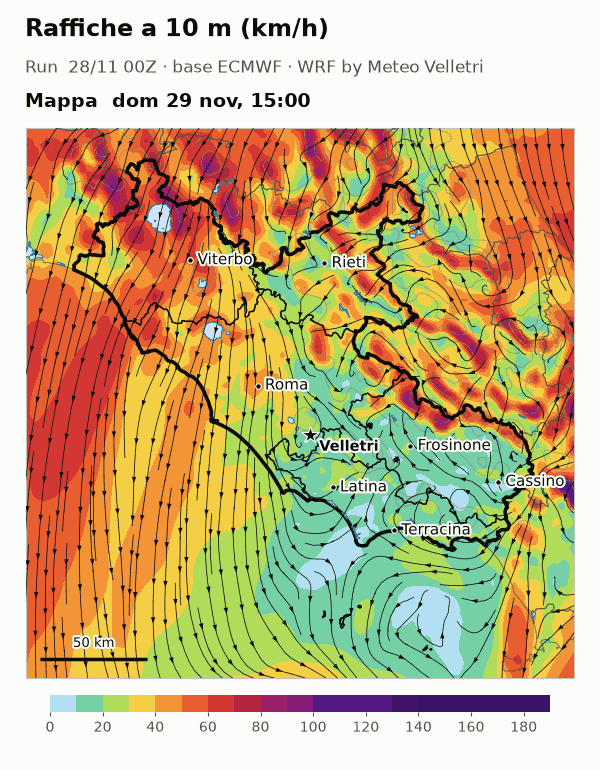 Raffiche a 10 m (km/h)
Run  28/11 00Z · base ECMWF · WRF by Meteo Velletri
Mappa  dom 29 nov, 15:00
Viterbo
Rieti
Roma
Velletri
Frosinone
Latina
Cassino
Terracina
50 km
0 20 40 60 80 100 120 140 160 180